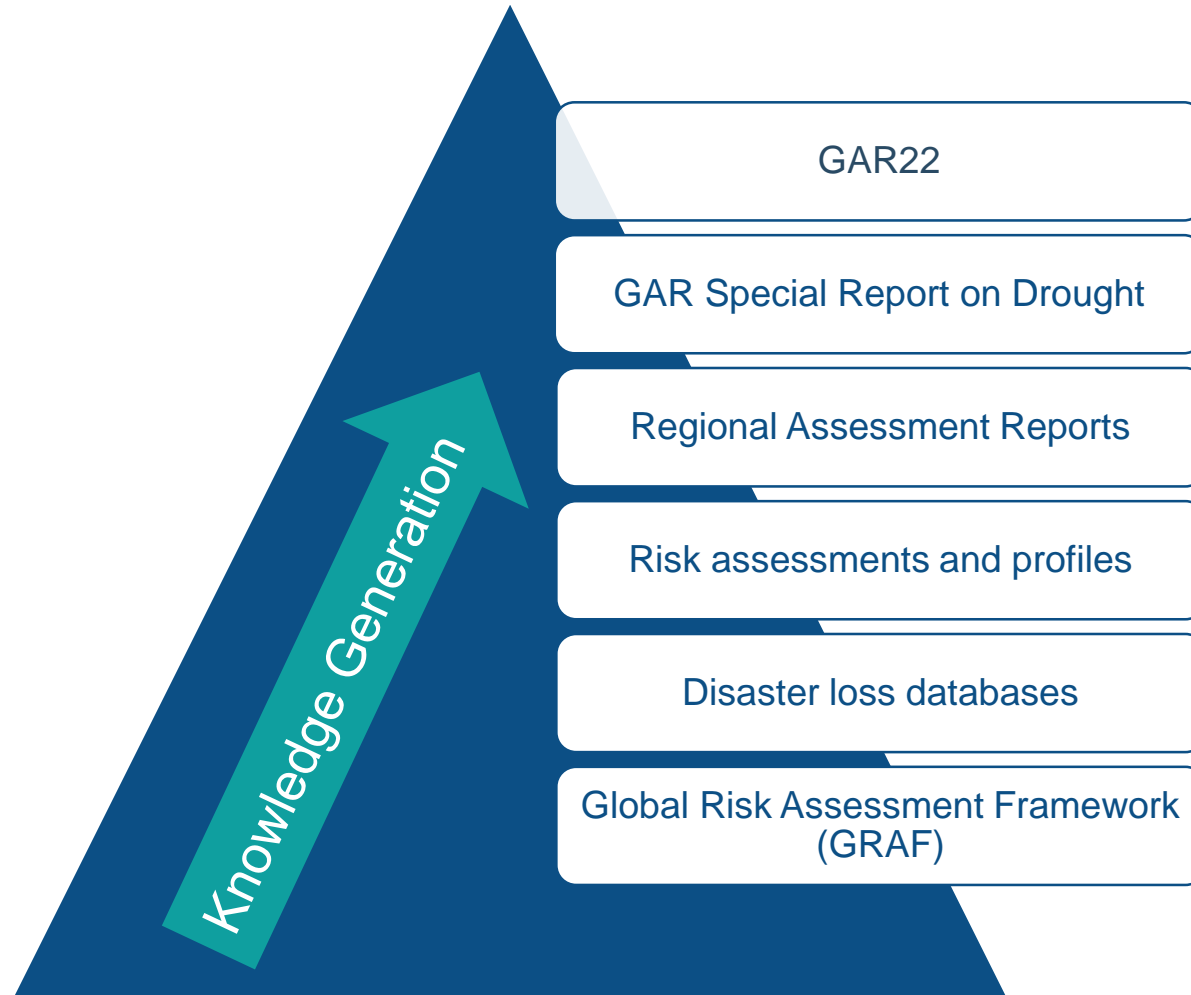 GAR22
GAR Special Report on Drought
Regional Assessment Reports
Risk assessments and profiles
Disaster loss databases
Global Risk Assessment Framework
(GRAF)
Knowledge Generation